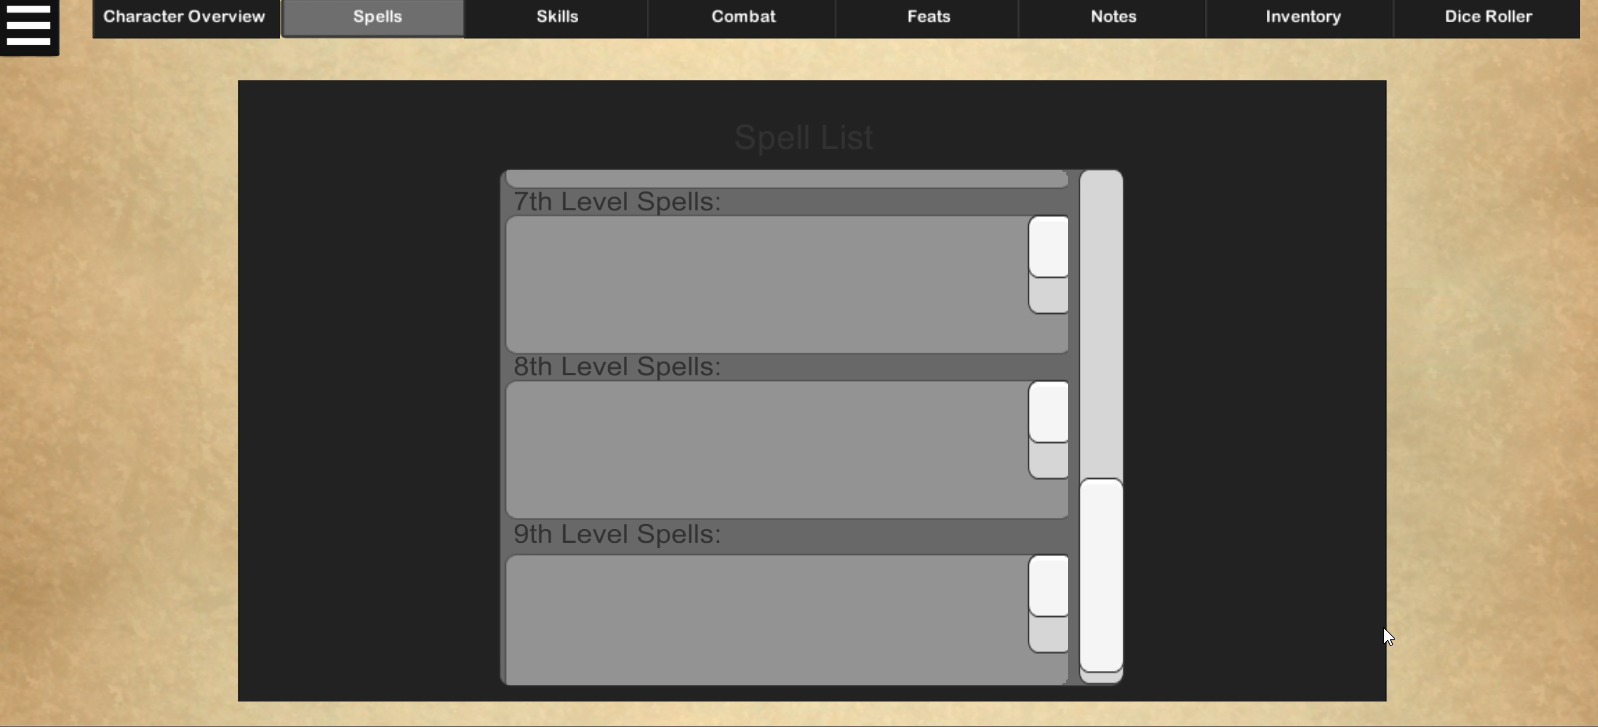 Character Overview Spells Skills Combat Feats Notes Inventory Dice Roller
Spell List
7th Level Spells:
8th Level Spells:
9th Level Spells: